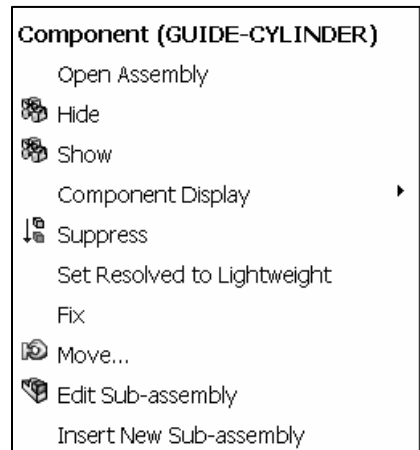 Component (GUIDE-CYLINDER)
Open Assembly
Hide
Show
Component Display
Suppress
Set Resolved to Lightweight
Fix
Move...
Edit Sub-assembly
Insert New Sub-assembly